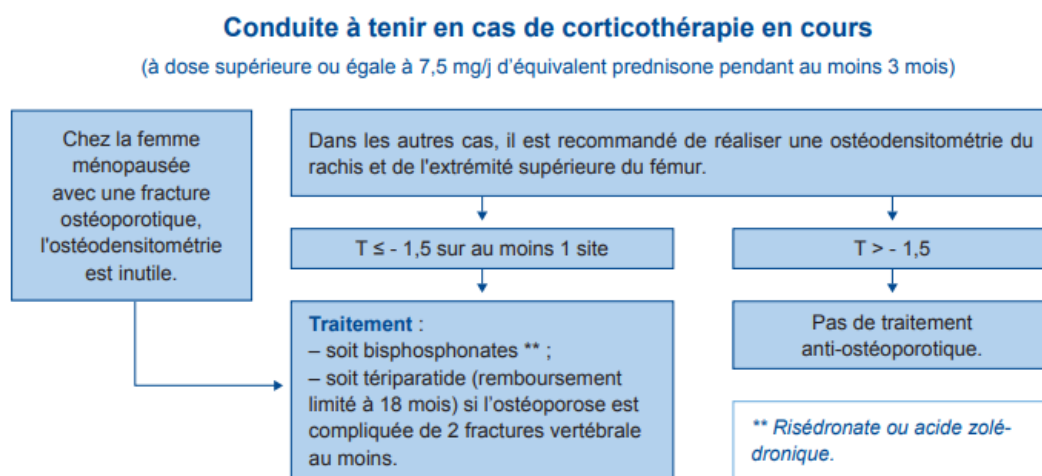 Conduite à tenir en cas de corticothérapie en cours
(à dose supérieure ou égale à 7,5 mg/j d'équivalent prednisone pendant au moins 3 mois)
Chez la femme
ménopausée
avec une fracture
ostéoporotique,
l'ostéodensitométrie
est inutile.
Dans les autres cas, il est recommandé de réaliser une ostéodensitométrie du
rachis et de l'extrémité supérieure du fémur.
T ≤ - 1,5 sur au moins 1 site
T > - 1,5
Traitement :
– soit bisphosphonates ** ;
– soit tériparatide (remboursement
limité à 18 mois) si l'ostéoporose est
compliquée de 2 fractures vertébrale
au moins.
Pas de traitement
anti-ostéoporotique.
** Risédronate ou acide zolé-
dronique.